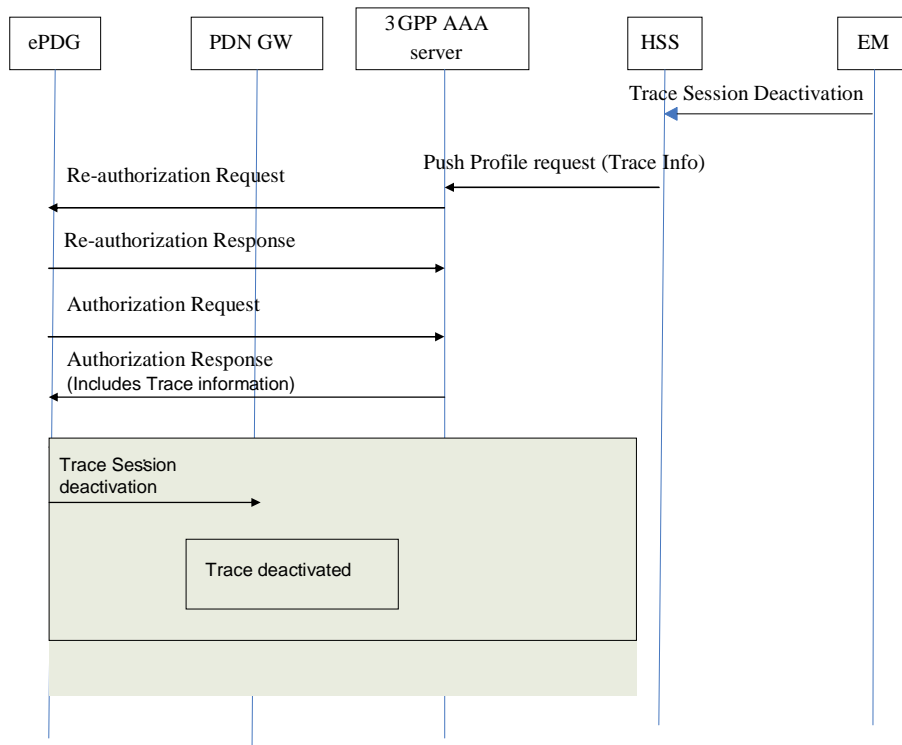 ePDG
PDN GW
3GPP AAA
server
HSS
EM
Trace Session Deactivation
Push Profile request (Trace Info)
Re-authorization Request
Re-authorization Response
Authorization Request
Authorization Response
(Includes Trace information)
Trace Session
deactivation
Trace deactivated